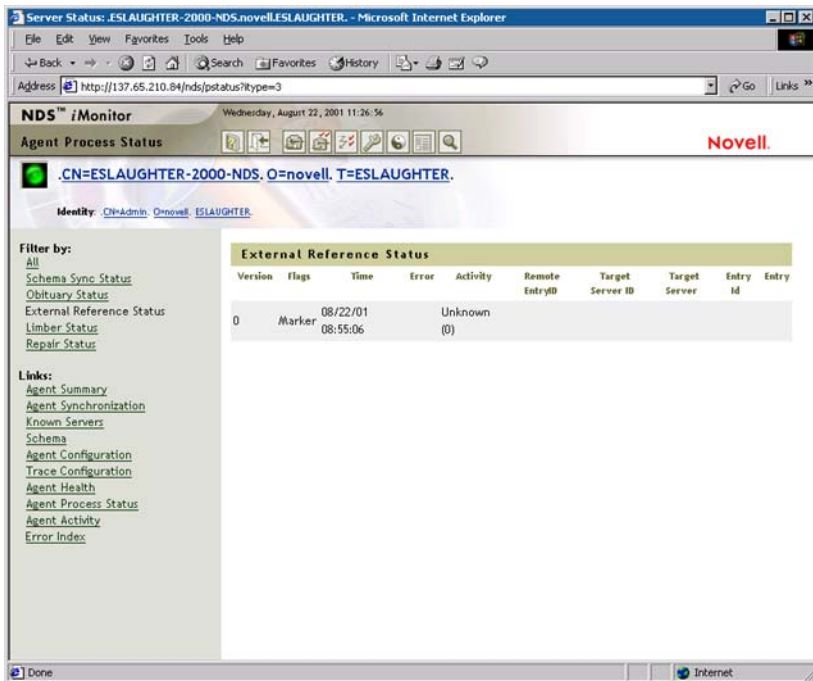 Server Status: .ESLAUGHTER-2000-NDS.novell.ESLAUGHTER. - Microsoft Internet Explorer
File Edit View Favorites Tools Help
Back Search Favorites History
Address http://137.65.210.84/nds/pstatus?itype=3 Go Links »
NDS™ iMonitor Wednesday, August 22, 2001 11:26:56
Agent Process Status Novell.
.CN=ESLAUGHTER-2000-NDS. O=novell. T=ESLAUGHTER.
Identity: .CN=Admin. O=novell. ESLAUGHTER.
Filter by:
All
Schema Sync Status
Obituary Status
External Reference Status
Limber Status
Repair Status
Links:
Agent Summary
Agent Synchronization
Known Servers
Schema
Agent Configuration
Trace Configuration
Agent Health
Agent Process Status
Agent Activity
Error Index
External Reference Status
Version Flags Time Error Activity Remote EntryID Target Server ID Target Server Entry Id Entry
0 Marker 08/22/01 08:55:06 Unknown (0)
Done Internet